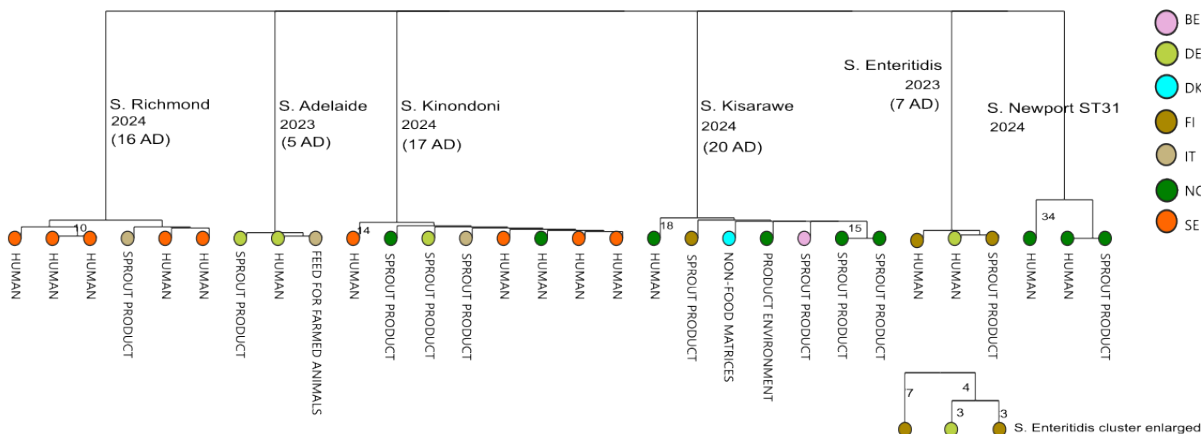 S. Richmond
2024
(16 AD)
S. Adelaide
2023
(5 AD)
S. Kinondoni
2024
(17 AD)
S. Kisarawe
2024
(20 AD)
S. Enteritidis
2023
(7 AD)
S. Newport ST31
2024
BE
DE
DK
FI
IT
NO
SE
10
14
18
15
34
HUMAN
HUMAN
HUMAN
SPROUT PRODUCT
HUMAN
HUMAN
SPROUT PRODUCT
HUMAN
FEED FOR FARMED ANIMALS
HUMAN
SPROUT PRODUCT
SPROUT PRODUCT
SPROUT PRODUCT
HUMAN
HUMAN
HUMAN
HUMAN
HUMAN
SPROUT PRODUCT
NON-FOOD MATRICES
PRODUCT ENVIRONMENT
SPROUT PRODUCT
SPROUT PRODUCT
SPROUT PRODUCT
HUMAN
HUMAN
SPROUT PRODUCT
HUMAN
HUMAN
SPROUT PRODUCT
7
4
3
3
S. Enteritidis cluster enlarged